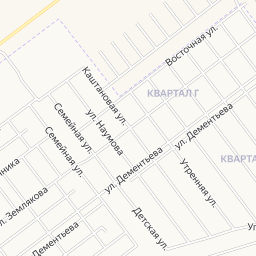 Восточная ул.
Каштановая ул.
КВАРТАЛ Г
Семейная ул.
ул. Наумова
ул. Дементьева
Семейная ул.
ул. Дементьева
КВАРТА
Утренняя ул.
ника
л. Землякова
Детская ул.
Дементьева